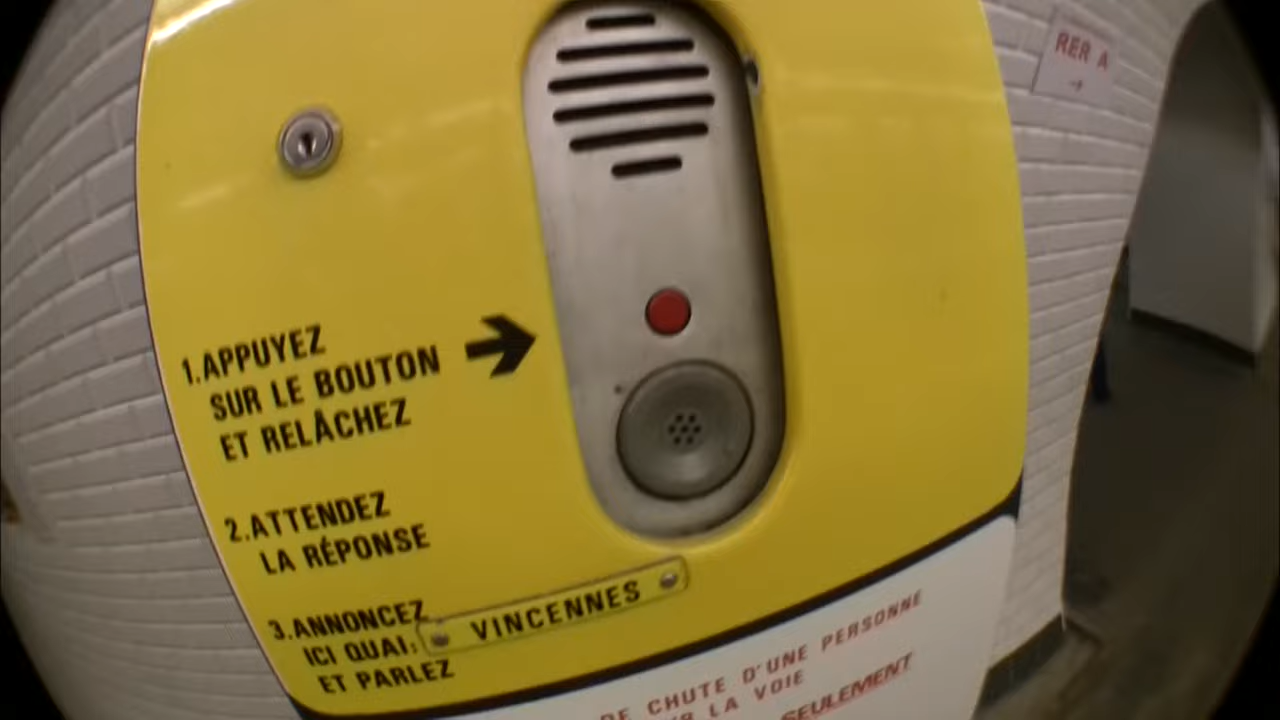 RER A
→
1.APPUYEZ
SUR LE BOUTON
ET RELÂCHEZ
2.ATTENDEZ
LA RÉPONSE
3.ANNONCEZ
ICI QUAI:
VINCENNES
ET PARLEZ
DE CHUTE D'UNE PERSONNE
LA VOIE
SEULEMENT